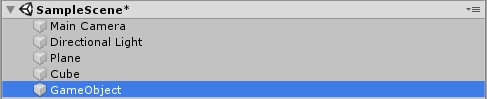 SampleScene*
Main Camera
Directional Light
Plane
Cube
GameObject